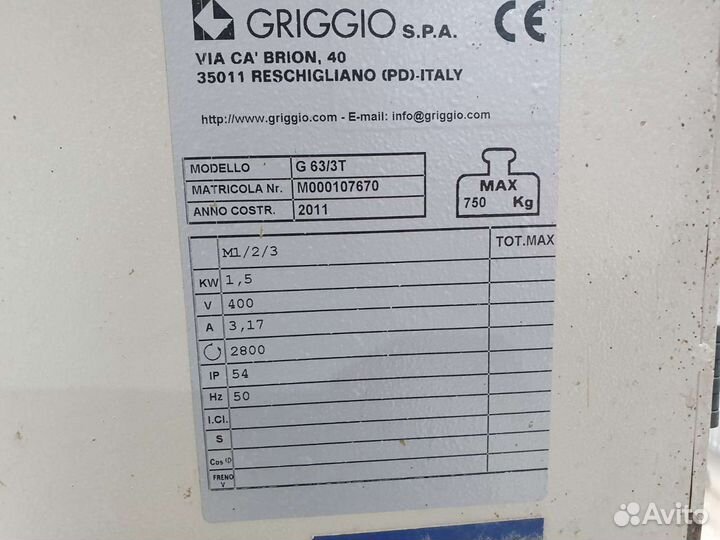 GRIGGIO S.P.A. CE
VIA CA' BRION, 40
35011 RESCHIGLIANO (PD)-ITALY
http://www.griggio.com - E-mail: info@griggio.com
MODELLO G 63/3T
MATRICOLA Nr. M000107670
ANNO COSTR. 2011
MAX
750 Kg
M1/2/3 TOT.MAX
KW 1,5
V 400
A 3,17
2800
IP 54
Hz 50
I.Cl.
S
Cos φ
FRENO
V
Avito